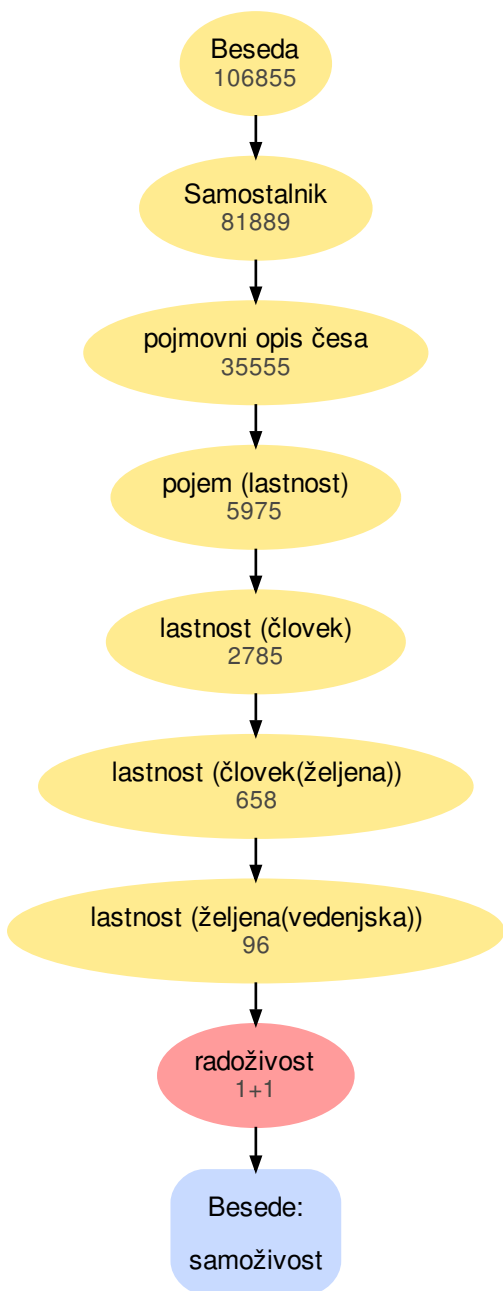 Beseda
106855
Samostalnik
81889
pojmovni opis česa
35555
pojem (lastnost)
5975
lastnost (človek)
2785
lastnost (človek(željena))
658
lastnost (željena(vedenjska))
96
radoživost
1+1
Besede:
samoživost